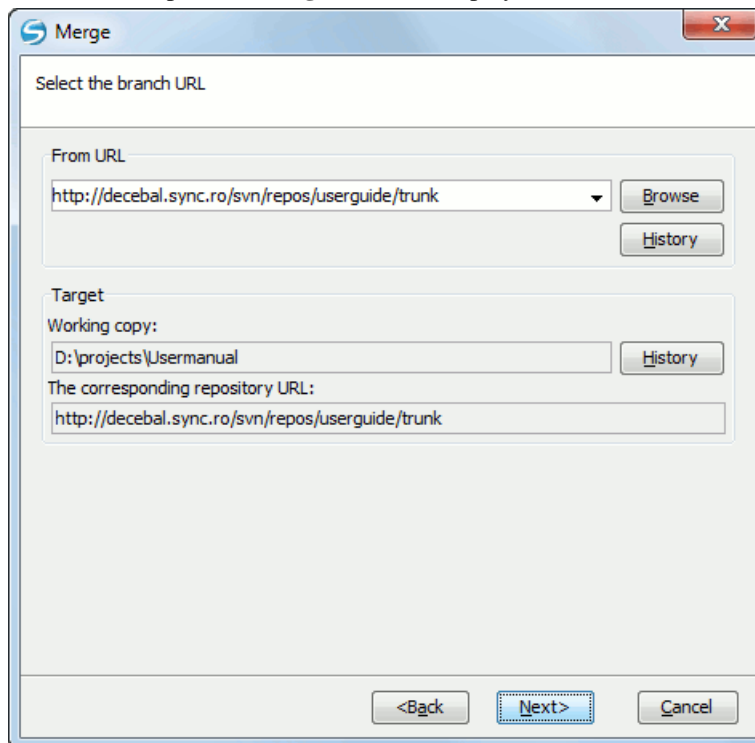 Merge
Select the branch URL
From URL
http://decebal.sync.ro/svn/repos/userguide/trunk
Browse
History
Target
Working copy:
D:\projects\Usermanual
History
The corresponding repository URL:
http://decebal.sync.ro/svn/repos/userguide/trunk
<Back Next> Cancel